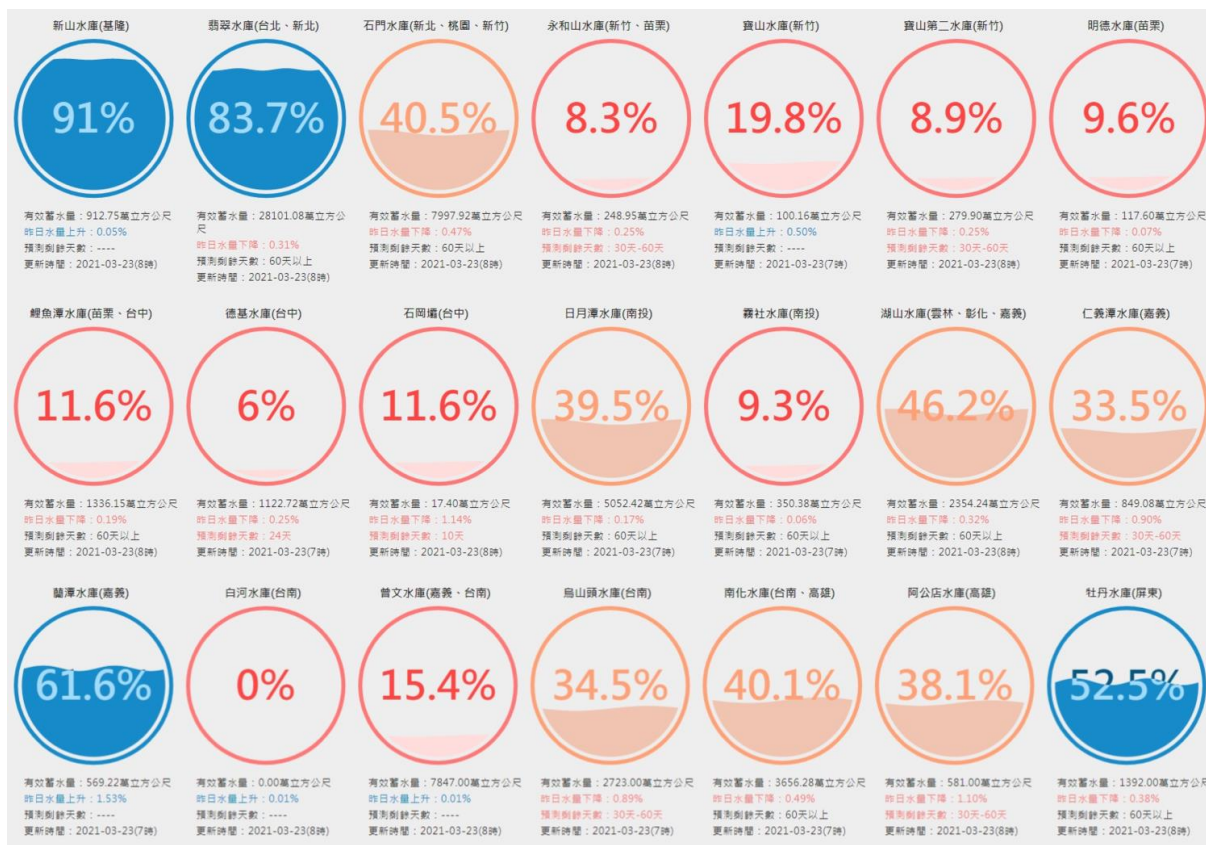 新山水庫(基隆)
91%
有效蓄水量：912.75萬立方公尺
昨日水量上升：0.05%
預測剩餘天數：----
更新時間：2021-03-23(8時)
翡翠水庫(台北、新北)
83.7%
有效蓄水量：28101.08萬立方公
尺
昨日水量下降：0.31%
預測剩餘天數：60天以上
更新時間：2021-03-23(8時)
石門水庫(新北、桃園、新竹)
40.5%
有效蓄水量：7997.92萬立方公尺
昨日水量下降：0.47%
預測剩餘天數：60天以上
更新時間：2021-03-23(8時)
永和山水庫(新竹、苗栗)
8.3%
有效蓄水量：248.95萬立方公尺
昨日水量下降：0.25%
預測剩餘天數：30天-60天
更新時間：2021-03-23(8時)
寶山水庫(新竹)
19.8%
有效蓄水量：100.16萬立方公尺
昨日水量上升：0.50%
預測剩餘天數：----
更新時間：2021-03-23(7時)
寶山第二水庫(新竹)
8.9%
有效蓄水量：279.90萬立方公尺
昨日水量下降：0.25%
預測剩餘天數：30天-60天
更新時間：2021-03-23(8時)
明德水庫(苗栗)
9.6%
有效蓄水量：117.60萬立方公尺
昨日水量下降：0.07%
預測剩餘天數：60天以上
更新時間：2021-03-23(7時)
鯉魚潭水庫(苗栗、台中)
11.6%
有效蓄水量：1336.15萬立方公尺
昨日水量下降：0.19%
預測剩餘天數：60天以上
更新時間：2021-03-23(8時)
德基水庫(台中)
6%
有效蓄水量：1122.72萬立方公尺
昨日水量下降：0.25%
預測剩餘天數：24天
更新時間：2021-03-23(7時)
石岡壩(台中)
11.6%
有效蓄水量：17.40萬立方公尺
昨日水量下降：1.14%
預測剩餘天數：10天
更新時間：2021-03-23(8時)
日月潭水庫(南投)
39.5%
有效蓄水量：5052.42萬立方公尺
昨日水量下降：0.17%
預測剩餘天數：60天以上
更新時間：2021-03-23(7時)
霧社水庫(南投)
9.3%
有效蓄水量：350.38萬立方公尺
昨日水量下降：0.06%
預測剩餘天數：60天以上
更新時間：2021-03-23(7時)
湖山水庫(雲林、彰化、嘉義)
46.2%
有效蓄水量：2354.24萬立方公尺
昨日水量下降：0.32%
預測剩餘天數：60天以上
更新時間：2021-03-23(8時)
仁義潭水庫(嘉義)
33.5%
有效蓄水量：849.08萬立方公尺
昨日水量下降：0.90%
預測剩餘天數：30天-60天
更新時間：2021-03-23(7時)
蘭潭水庫(嘉義)
61.6%
有效蓄水量：569.22萬立方公尺
昨日水量上升：1.53%
預測剩餘天數：----
更新時間：2021-03-23(7時)
白河水庫(台南)
0%
有效蓄水量：0.00萬立方公尺
昨日水量上升：0.01%
預測剩餘天數：----
更新時間：2021-03-23(8時)
曾文水庫(嘉義、台南)
15.4%
有效蓄水量：7847.00萬立方公尺
昨日水量上升：0.01%
預測剩餘天數：----
更新時間：2021-03-23(8時)
烏山頭水庫(台南)
34.5%
有效蓄水量：2723.00萬立方公尺
昨日水量下降：0.89%
預測剩餘天數：30天-60天
更新時間：2021-03-23(7時)
南化水庫(台南、高雄)
40.1%
有效蓄水量：3656.28萬立方公尺
昨日水量下降：0.49%
預測剩餘天數：60天以上
更新時間：2021-03-23(7時)
阿公店水庫(高雄)
38.1%
有效蓄水量：581.00萬立方公尺
昨日水量下降：1.10%
預測剩餘天數：30天-60天
更新時間：2021-03-23(8時)
牡丹水庫(屏東)
52.5%
有效蓄水量：1392.00萬立方公尺
昨日水量下降：0.38%
預測剩餘天數：60天以上
更新時間：2021-03-23(8時)